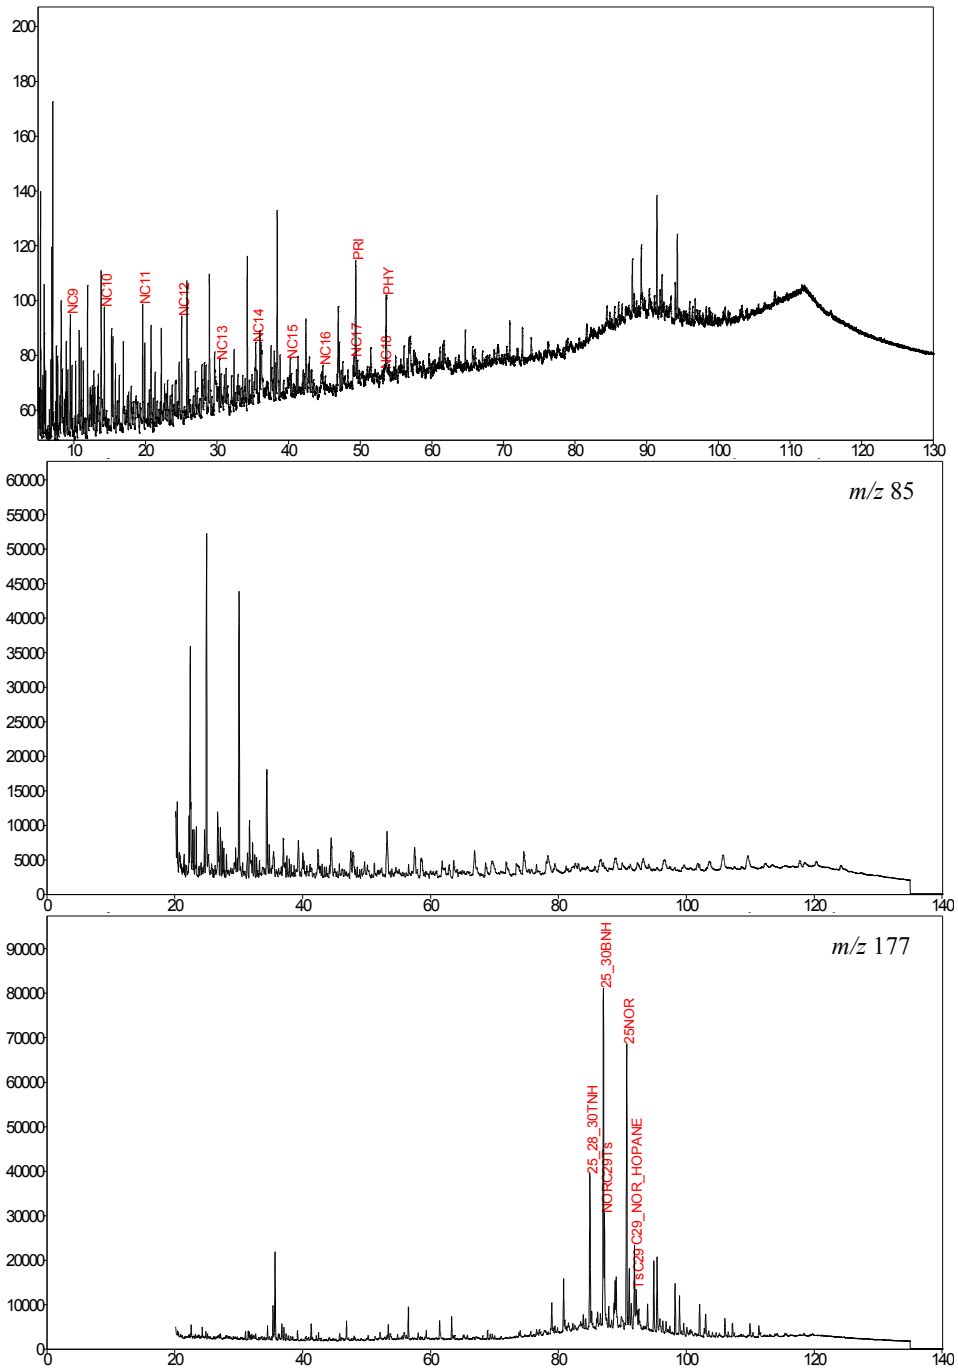 200
180
160
140
120
100
80
60
NC9
NC10
NC11
NC12
NC13
NC14
NC15
NC16
NC17
PRI
NC18
PHY
10 20 30 40 50 60 70 80 90 100 110 120 130
m/z 85
60000
55000
50000
45000
40000
35000
30000
25000
20000
15000
10000
5000
0
0 20 40 60 80 100 120 140
m/z 177
90000
80000
70000
60000
50000
40000
30000
20000
10000
0
25_28_30TNH
25_30BNH
NORC29Ts
25NOR
C29_NOR_HOPANE
TsC29
0 20 40 60 80 100 120 140